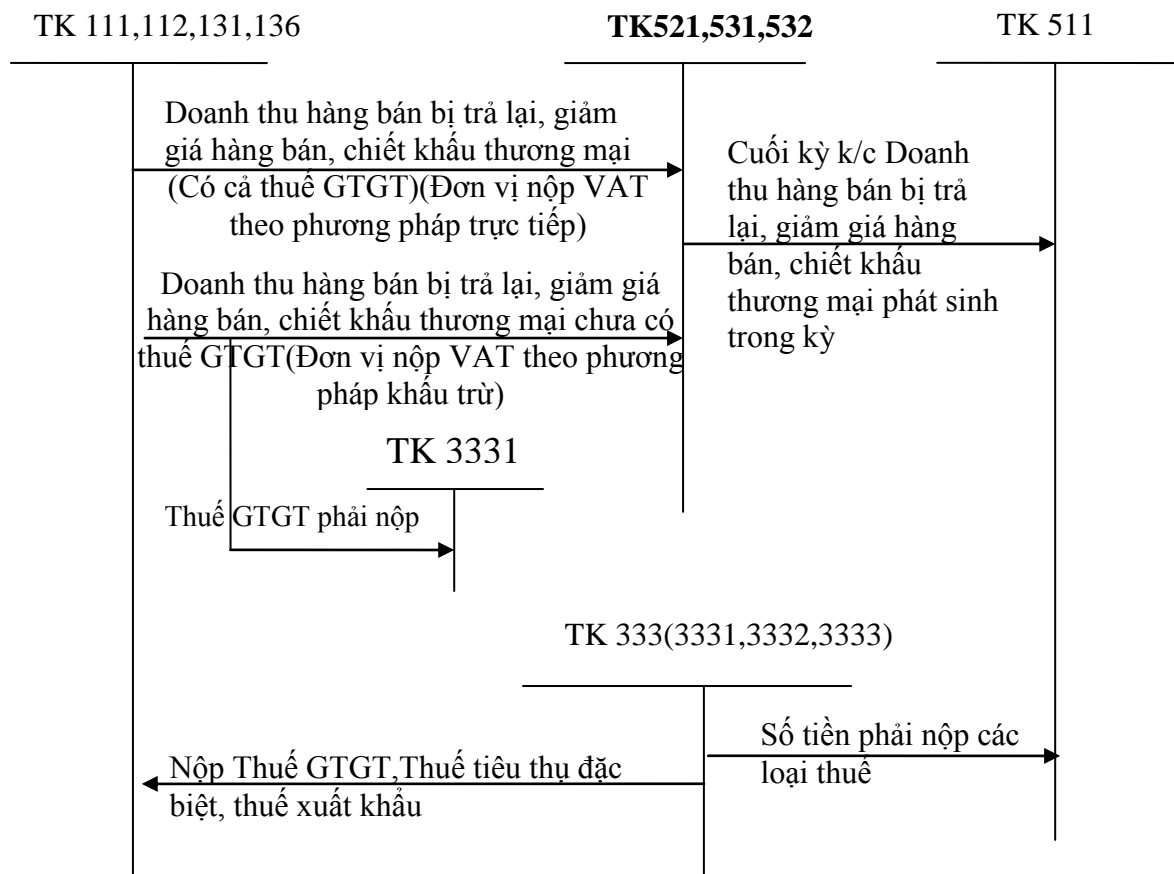 TK 111,112,131,136
TK521,531,532
TK 511
Doanh thu hàng bán bị trả lại, giảm
giá hàng bán, chiết khấu thương mại
(Có cả thuế GTGT)(Đơn vị nộp VAT
theo phương pháp trực tiếp)
Cuối kỳ k/c Doanh
thu hàng bán bị trả
lại, giảm giá hàng
bán, chiết khấu
thương mại phát sinh
trong kỳ
Doanh thu hàng bán bị trả lại, giảm giá
hàng bán, chiết khấu thương mại chưa có
thuế GTGT(Đơn vị nộp VAT theo phương
pháp khấu trừ)
TK 3331
Thuế GTGT phải nộp
TK 333(3331,3332,3333)
Số tiền phải nộp các
loại thuế
Nộp Thuế GTGT,Thuế tiêu thụ đặc
biệt, thuế xuất khẩu